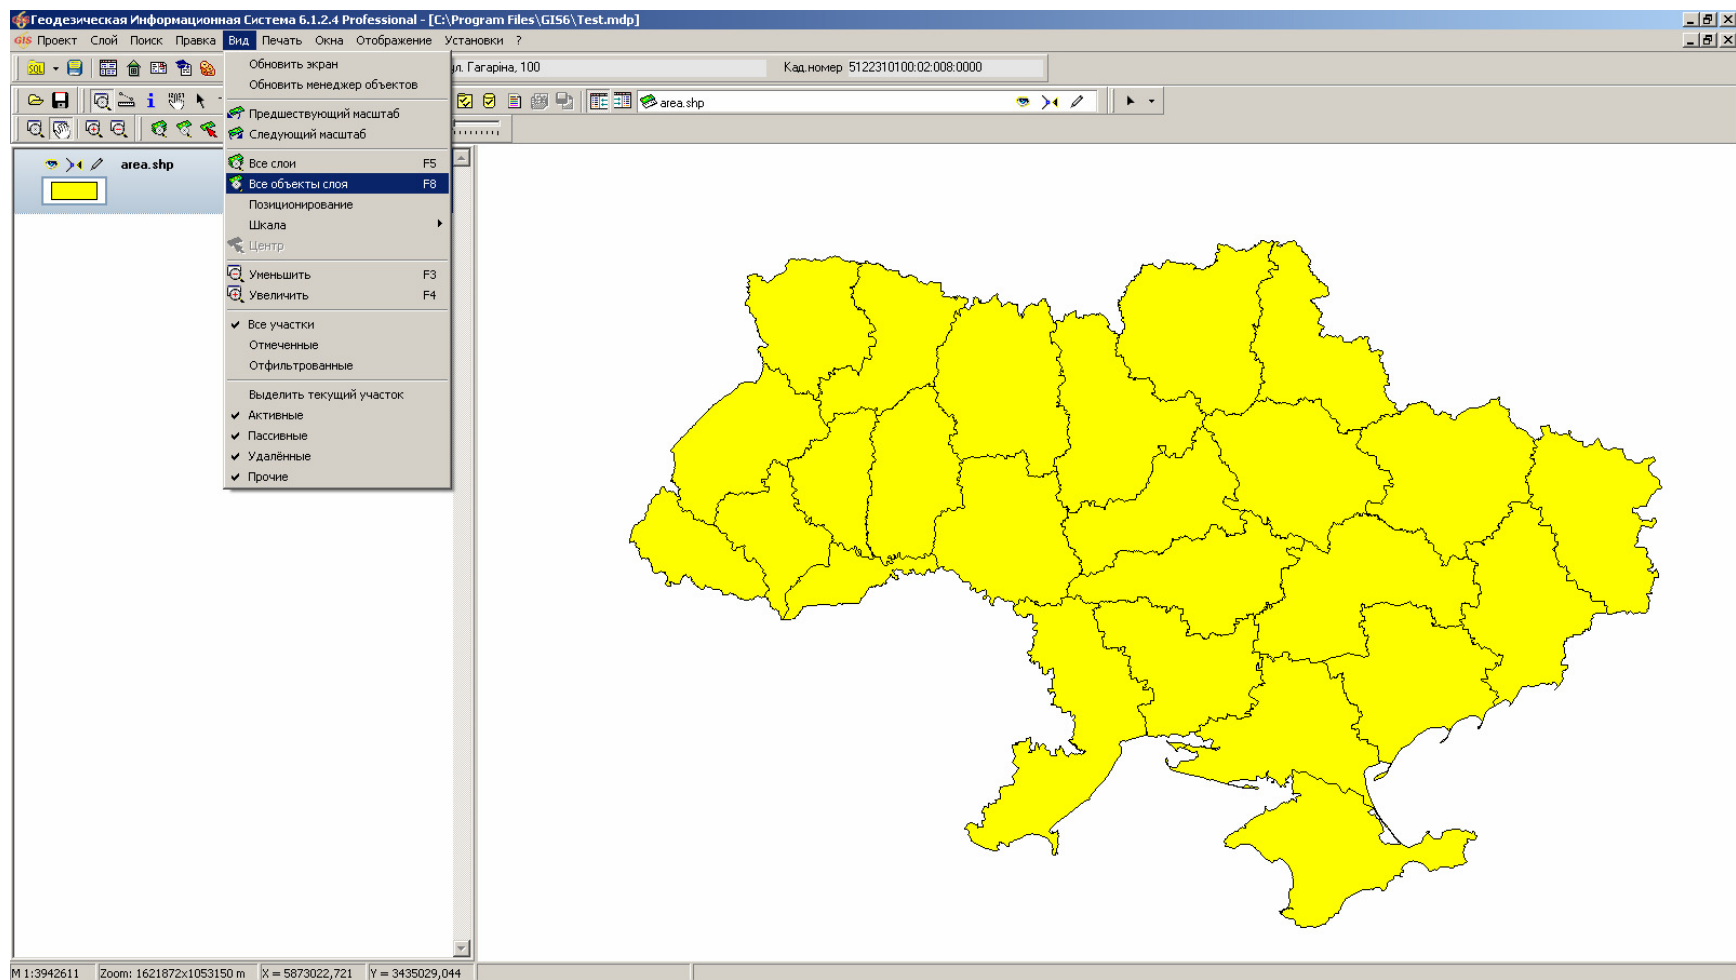 Геодезическая Информационная Система 6.1.2.4 Professional - [C:\Program Files\GIS6\Test.mdp]
GIS Проект Слой Поиск Правка Вид Печать Окна Отображение Установки ?
SQL л. Гагаріна, 100 Кад.номер 5122310100:02:008:0000
area.shp
area.shp
Обновить экран
Обновить менеджер объектов
Предшествующий масштаб
Следующий масштаб
Все слои F5
Все объекты слоя F8
Позиционирование
Шкала
Центр
Уменьшить F3
Увеличить F4
Все участки
Отмеченные
Отфильтрованные
Выделить текущий участок
Активные
Пассивные
Удалённые
Прочие
M 1:3942611 Zoom: 1621872x1053150 m X = 5873022,721 Y = 3435029,044